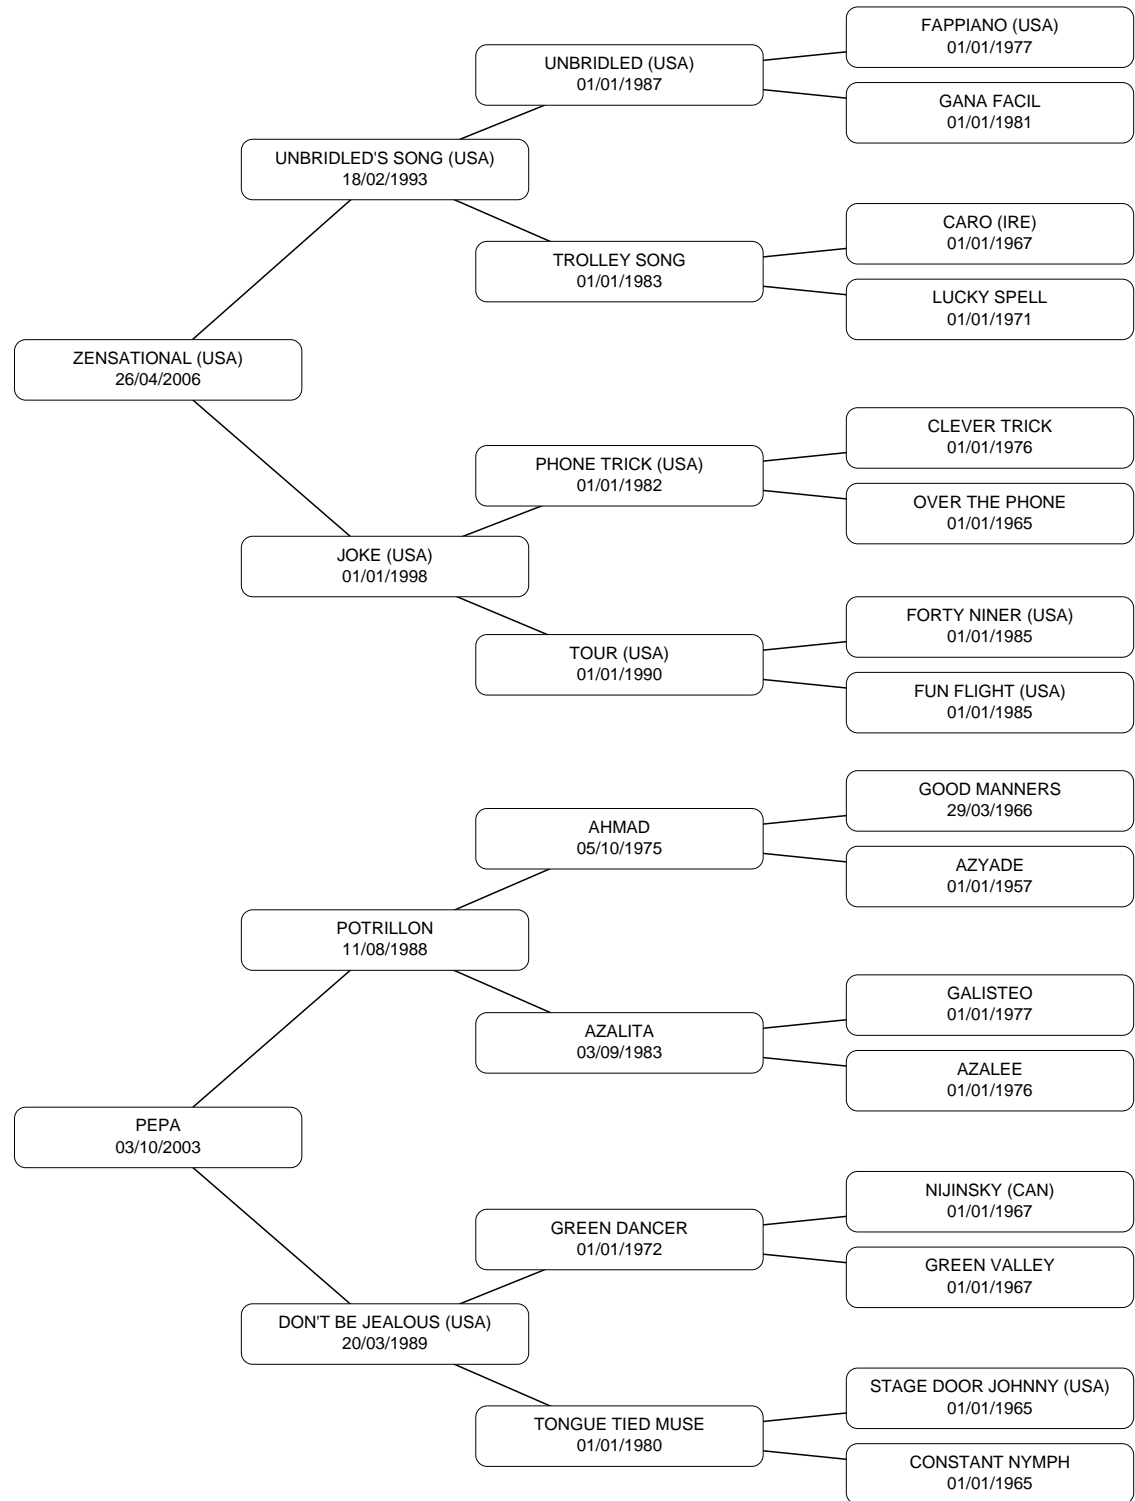 FAPPIANO (USA)
01/01/1977
UNBRIDLED (USA)
01/01/1987
GANA FACIL
01/01/1981
UNBRIDLED'S SONG (USA)
18/02/1993
CARO (IRE)
01/01/1967
TROLLEY SONG
01/01/1983
LUCKY SPELL
01/01/1971
ZENSATIONAL (USA)
26/04/2006
CLEVER TRICK
01/01/1976
PHONE TRICK (USA)
01/01/1982
OVER THE PHONE
01/01/1965
JOKE (USA)
01/01/1998
FORTY NINER (USA)
01/01/1985
TOUR (USA)
01/01/1990
FUN FLIGHT (USA)
01/01/1985
GOOD MANNERS
29/03/1966
AHMAD
05/10/1975
AZYADE
01/01/1957
POTRILLON
11/08/1988
GALISTEO
01/01/1977
AZALITA
03/09/1983
AZALEE
01/01/1976
PEPA
03/10/2003
NIJINSKY (CAN)
01/01/1967
GREEN DANCER
01/01/1972
GREEN VALLEY
01/01/1967
DON'T BE JEALOUS (USA)
20/03/1989
STAGE DOOR JOHNNY (USA)
01/01/1965
TONGUE TIED MUSE
01/01/1980
CONSTANT NYMPH
01/01/1965